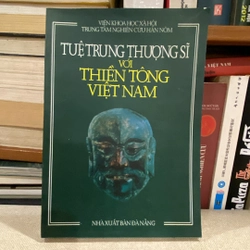 VIỆN KHOA HỌC XÃ HỘI
TRUNG TÂM NGHIÊN CỨU HÁN NÔM
TUỆ TRUNG THƯỢNG SĨ
VỚI
THIỀN TÔNG
VIỆT NAM
NHÀ XUẤT BẢN ĐÀ NẴNG